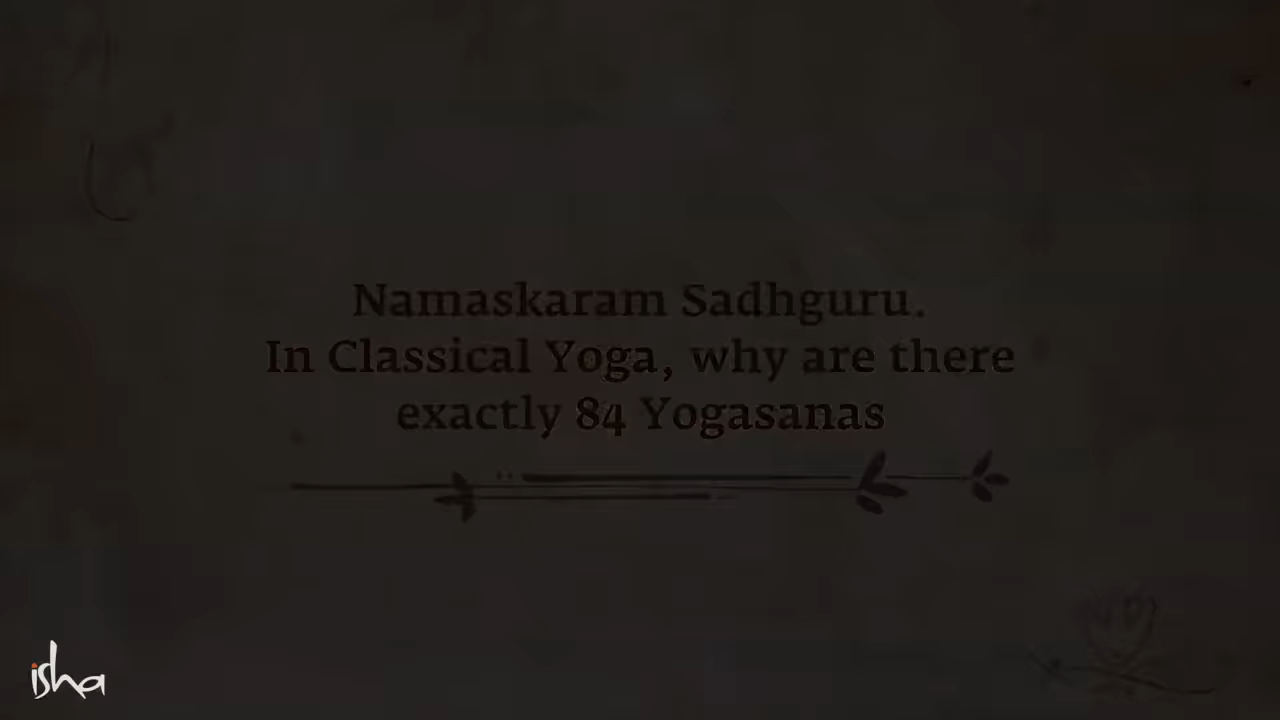 Namaskaram Sadhguru.
In Classical Yoga, why are there
exactly 84 Yogasanas
isha